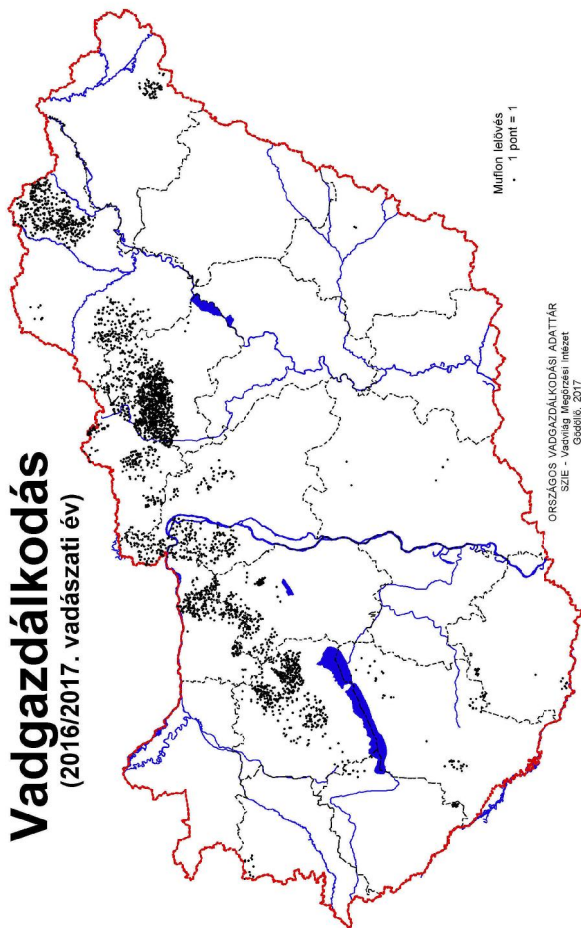 Vadgazdálkodás
(2016/2017. vadászati év)
Muflon lelövés
• 1 pont = 1
ORSZÁGOS VADGAZDÁLKODÁSI ADATTÁR
SZIE - Vadvilág Megőrzési Intézet
Gödöllő, 2017